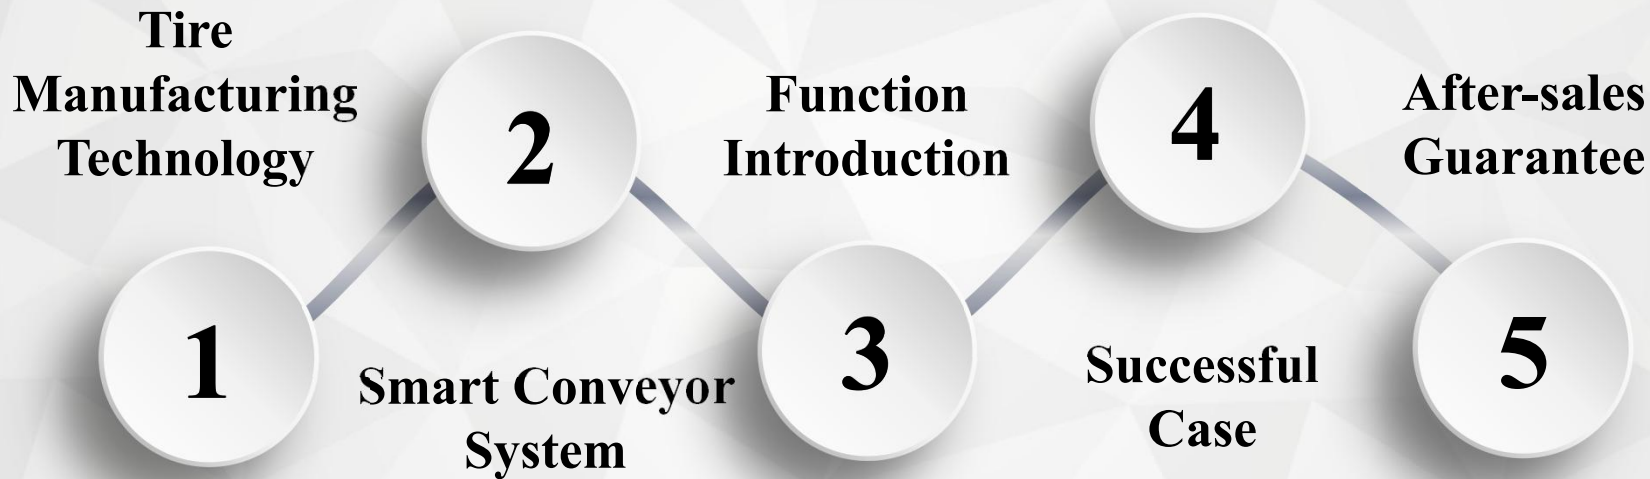 Tire
Manufacturing
Technology
1
2
Smart Conveyor
System
Function
Introduction
3
4
Successful
Case
After-sales
Guarantee
5